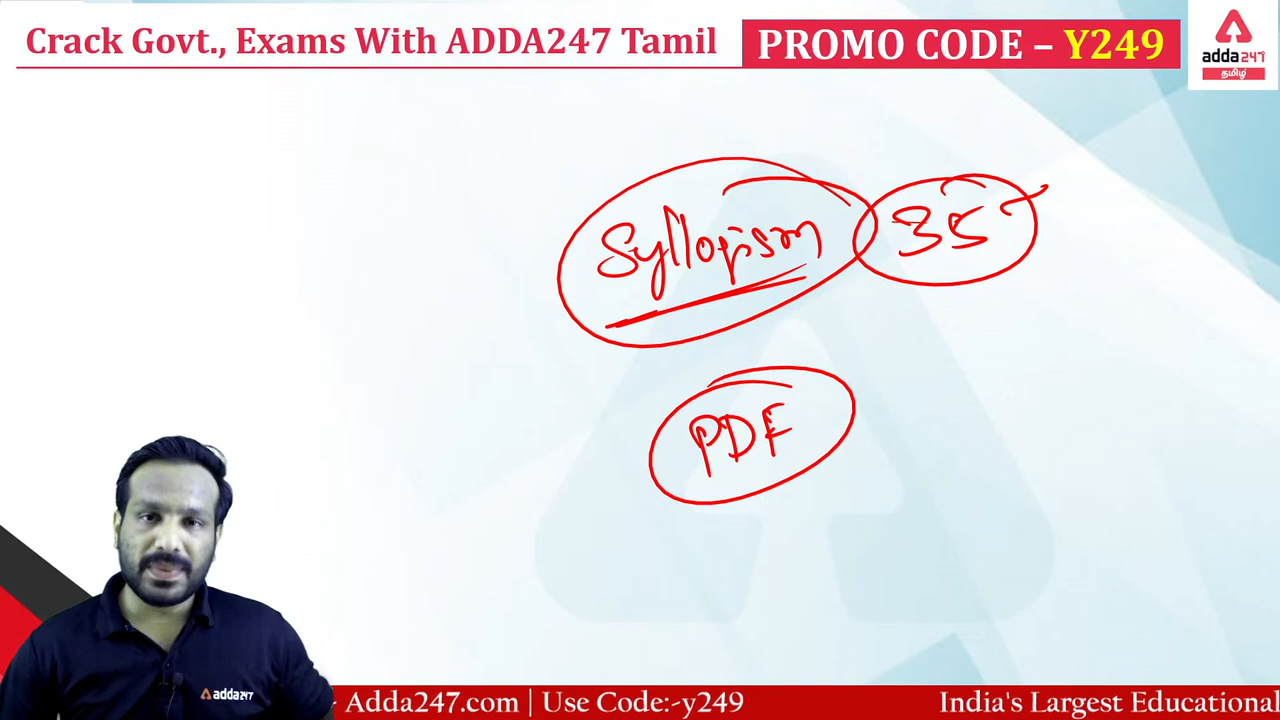 Crack Govt., Exams With ADDA247 Tamil
PROMO CODE – Y249
adda247
தமிழ்
Syllogism 35
PDF
adda247
Adda247.com | Use Code:-y249
India's Largest Educational